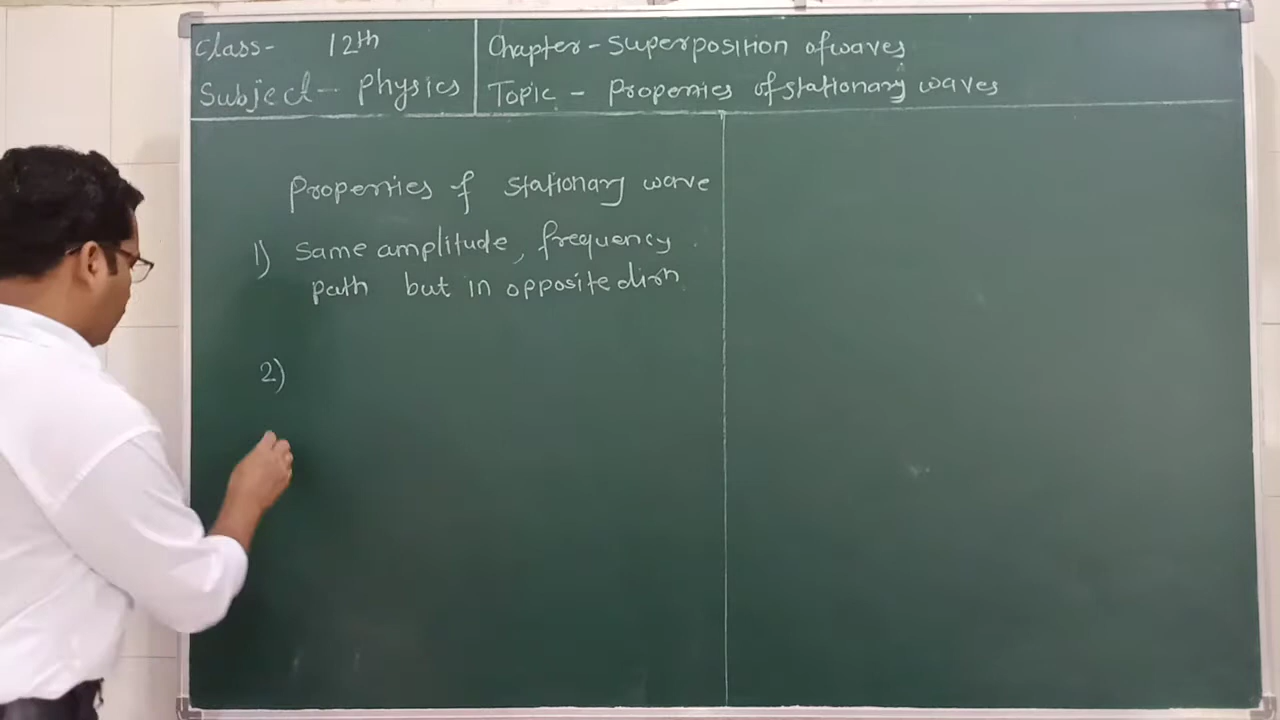 Class- 12th
Subject - Physics
Chapter - Superposition of waves
Topic - Properties of stationary waves
Properties of stationary wave
1) same amplitude, frequency
path but in opposite dirn
2)